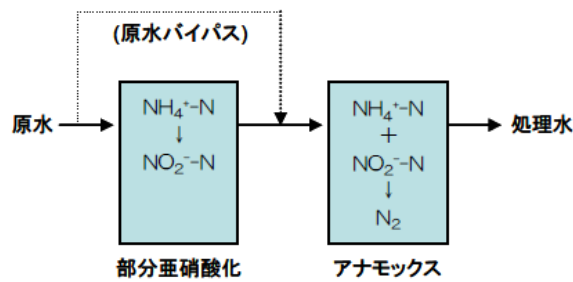 (原水バイパス)
原水
NH₄⁺-N
↓
NO₂⁻-N
NH₄⁺-N
+
NO₂⁻-N
↓
N₂
処理水
部分亜硝酸化
アナモックス